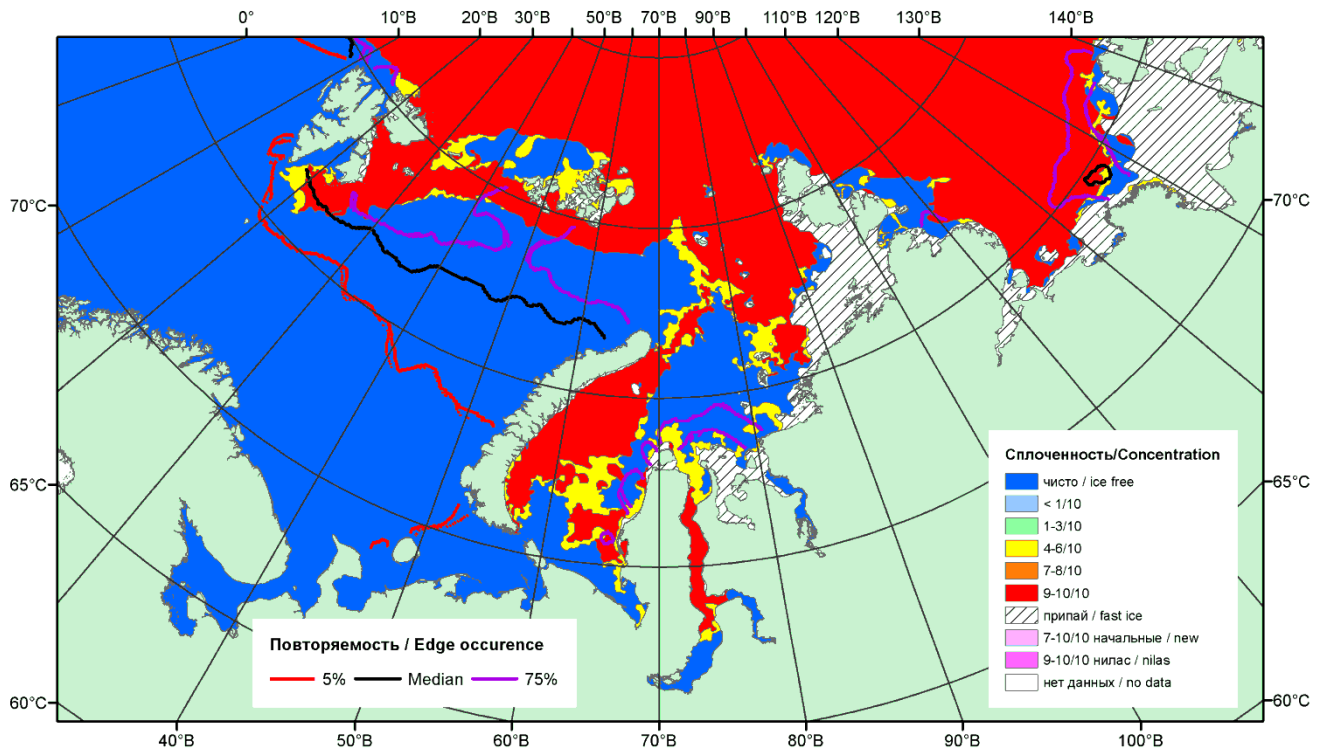 0° 10°В 20°В 30°В 50°В 70°В 90°В 110°В 120°В 130°В 140°В
70°С 70°С
65°С 65°С
60°С 60°С
Сплоченность/Concentration
чисто / ice free
< 1/10
1-3/10
4-6/10
7-8/10
9-10/10
припай / fast ice
7-10/10 начальные / new
9-10/10 нилас / nilas
нет данных / no data
Повторяемость / Edge occurence
5% Median 75%
40°В 50°В 60°В 70°В 80°В 90°В 100°В